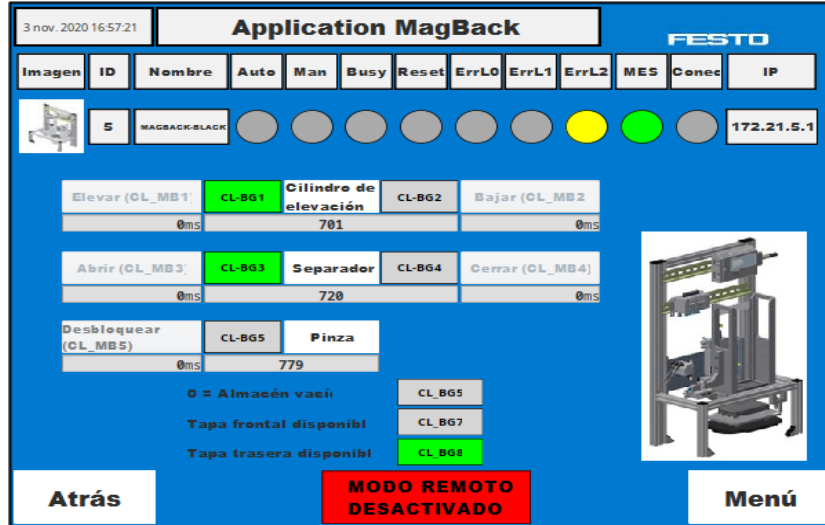 3 nov. 2020 16:57:21
Application MagBack
FESTO
Imagen ID Nombre Auto Man Busy Reset ErrL0 ErrL1 ErrL2 MES Conec IP
5 MAGBACK-BLACK 172.21.5.1
Elevar (CL_MB1) CL-BG1 Cilindro de elevación CL-BG2 Bajar (CL_MB2
0ms 701 0ms
Abrir (CL_MB3) CL-BG3 Separador CL-BG4 Cerrar (CL_MB4)
0ms 720 0ms
Desbloquear (CL_MB5) CL-BG5 Pinza
0ms 779
0 = Almacén vací CL_BG5
Tapa frontal disponibl CL_BG7
Tapa trasera disponibl CL_BG8
Atrás
MODO REMOTO
DESACTIVADO
Menú